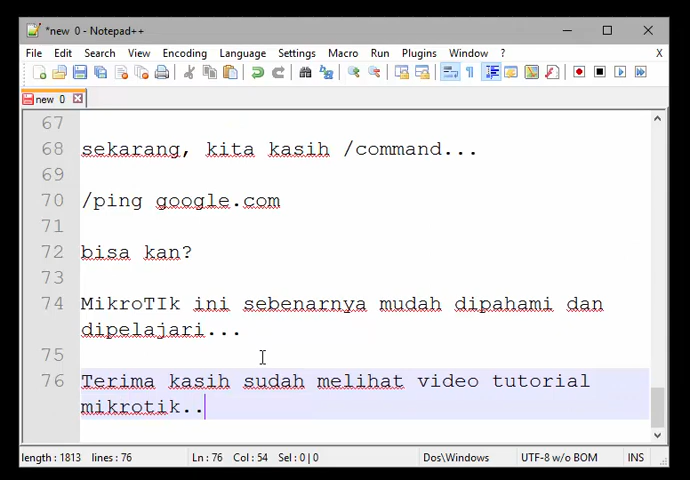 *new 0 - Notepad++
File Edit Search View Encoding Language Settings Macro Run Plugins Window ? X
new 0
67
68 sekarang, kita kasih /command...
69
70 /ping google.com
71
72 bisa kan?
73
74 MikroTIk ini sebenarnya mudah dipahami dan
dipelajari...
75
76 Terima kasih sudah melihat video tutorial
mikrotik..
length : 1813 lines : 76 Ln : 76 Col : 54 Sel : 0 | 0 Dos\Windows UTF-8 w/o BOM INS